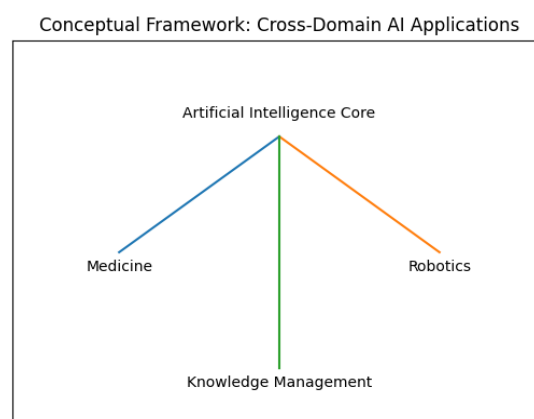 Conceptual Framework: Cross-Domain AI Applications
Artificial Intelligence Core
Medicine
Robotics
Knowledge Management